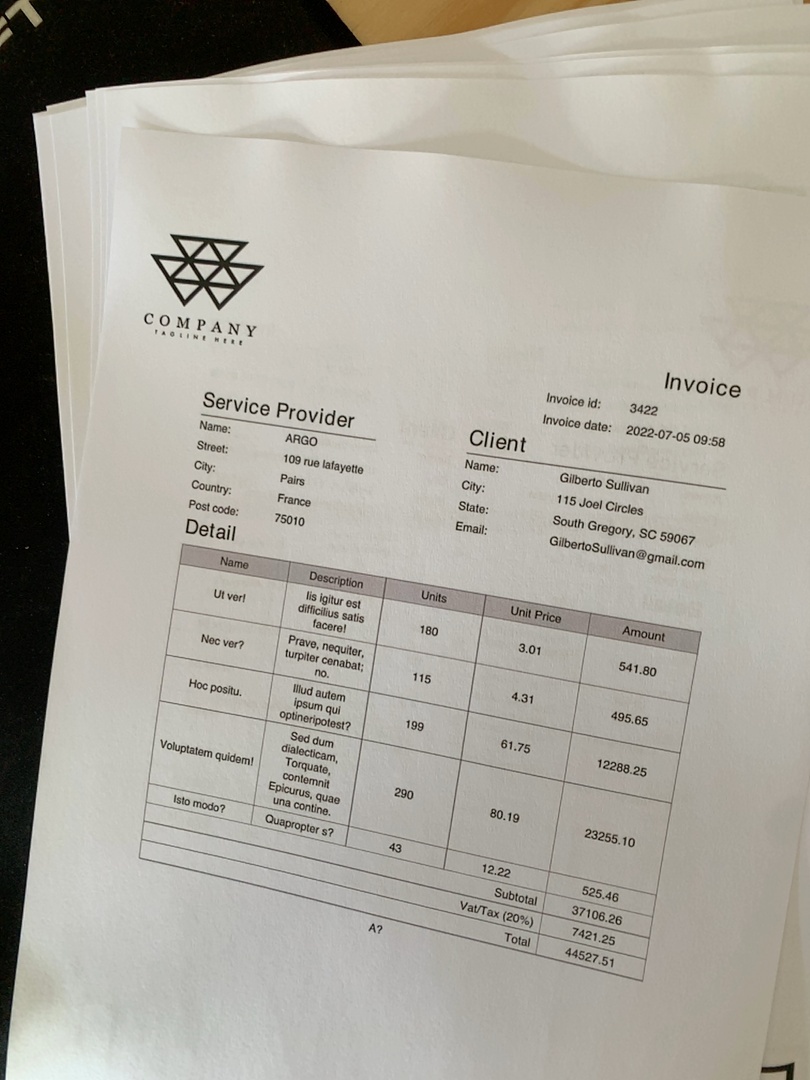 COMPANY
TAGLINE HERE
Invoice
Invoice id: 3422
Invoice date: 2022-07-05 09:58
Service Provider
Name: ARGO
Street: 109 rue lafayette
City: Pairs
Country: France
Post code: 75010
Client
Name: Gilberto Sullivan
City: 115 Joel Circles
State: South Gregory, SC 59067
Email: GilbertoSullivan@gmail.com
Detail
Name Description Units Unit Price Amount
Ut ver! Iis igitur est
difficilius satis
facere! 180 3.01 541.80
Nec ver? Prave, nequiter,
turpiter cenabat;
no. 115 4.31 495.65
Hoc positu. Illud autem
ipsum qui
optineripotest? 199 61.75 12288.25
Voluptatem quidem! Sed dum
dialecticam,
Torquate,
contemnit
Epicurus, quae
una contine. 290 80.19 23255.10
Isto modo? Quapropter s? 43 12.22 525.46
Subtotal 37106.26
Vat/Tax (20%) 7421.25
Total 44527.51
A?